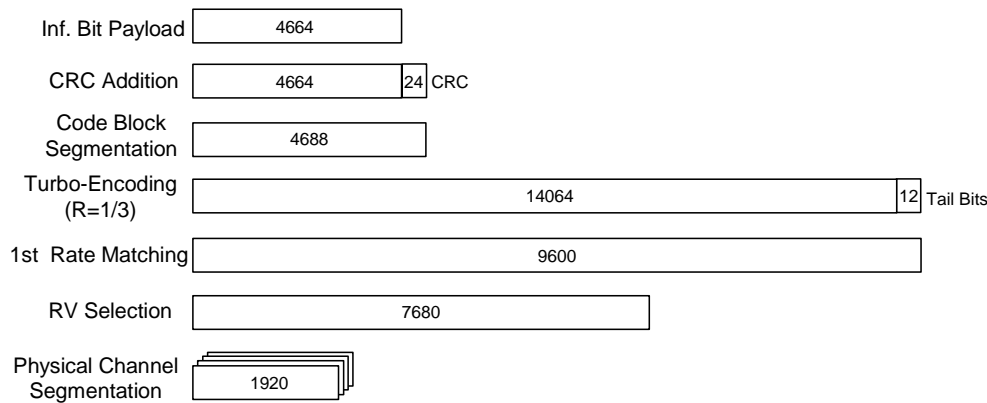 Inf. Bit Payload 4664
CRC Addition 4664 24 CRC
Code Block
Segmentation 4688
Turbo-Encoding
(R=1/3) 14064 12 Tail Bits
1st Rate Matching 9600
RV Selection 7680
Physical Channel
Segmentation 1920